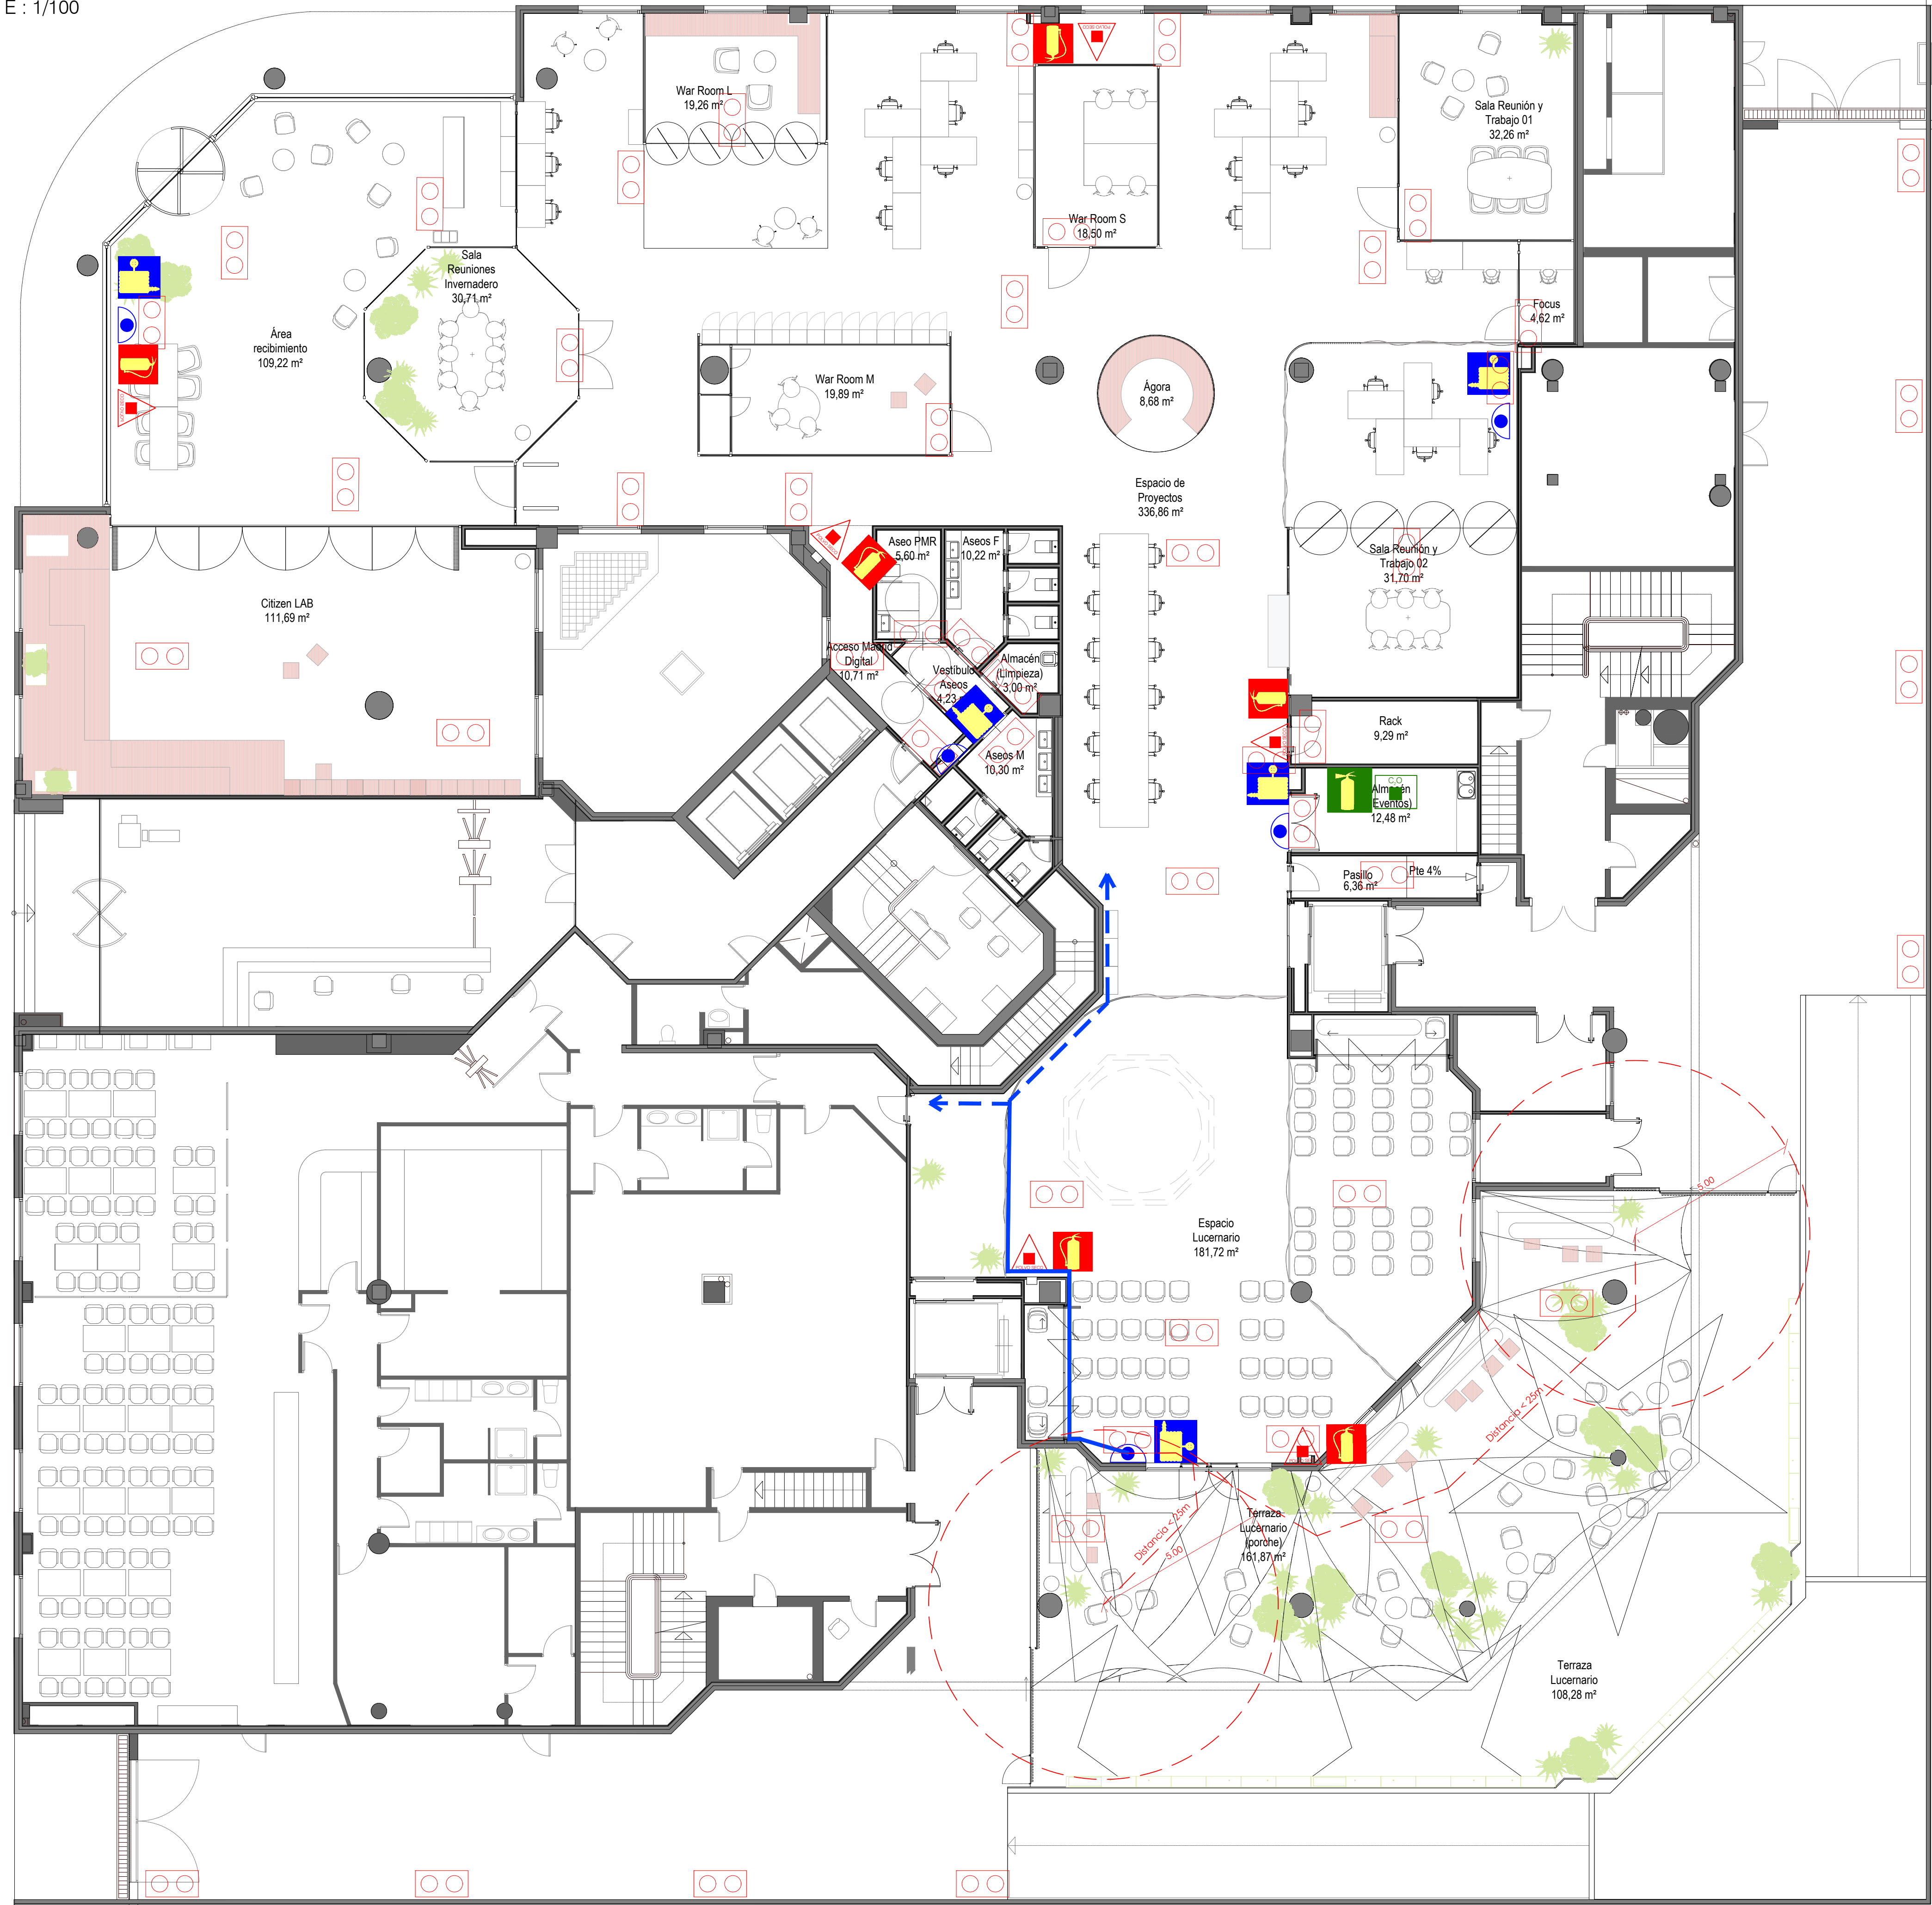 E : 1/100
War Room L
19,26 m²
Sala Reunión y
Trabajo 01
32,26 m²
War Room S
18,50 m²
Sala
Reuniones
Invernadero
30,71 m²
Área
recibimiento
109,22 m²
Focus
4,62 m²
War Room M
19,89 m²
Ágora
8,68 m²
Espacio de
Proyectos
336,86 m²
Aseo PMR
5,60 m²
Aseos F
10,22 m²
Sala Reunión y
Trabajo 02
31,70 m²
Citizen LAB
111,69 m²
Acceso Madrid
Digital
10,71 m²
Vestíbulo
Aseos
4,23
Almacén
(Limpieza)
3,00 m²
Rack
9,29 m²
Aseos M
10,30 m²
C.O
Almacén
(Eventos)
12,48 m²
Pasillo
6,36 m²
Pte 4%
5.00
Espacio
Lucernario
181,72 m²
Distancia < 25m
Terraza
Lucernario
(porche)
161,87 m²
Distancia < 25m
5.00
Terraza
Lucernario
108,28 m²